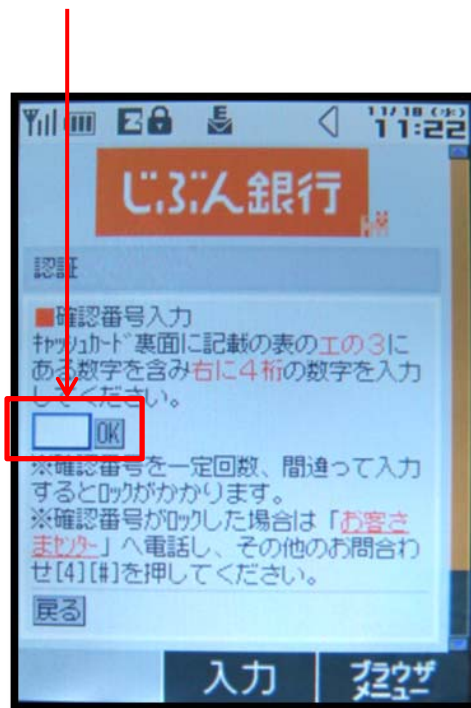 11/18(水)
11:22
じぶん銀行
認証
■確認番号入力
ｷｬｯｼｭｶｰﾄﾞ裏面に記載の表のエの3に
ある数字を含み右に4桁の数字を入力
してください。
OK
※確認番号を一定回数、間違って入力
するとﾛｯｸがかかります。
※確認番号がﾛｯｸした場合は「お客さ
まｾﾝﾀｰ」へ電話し、その他のお問合わ
せ[4][#]を押してください。
戻る
入力
ブラウザ
メニュー